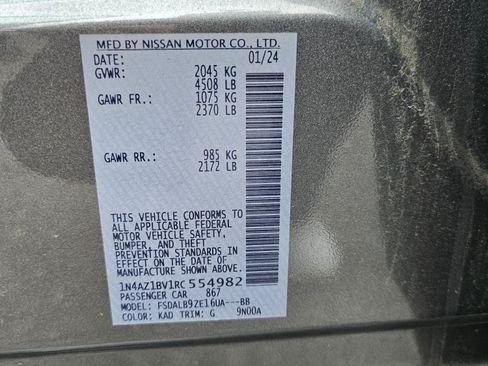 MFD BY NISSAN MOTOR CO., LTD.
DATE: 01/24
GVWR: 2045 KG
4508 LB
GAWR FR.: 1075 KG
2370 LB
GAWR RR.: 985 KG
2172 LB
THIS VEHICLE CONFORMS TO
ALL APPLICABLE FEDERAL
MOTOR VEHICLE SAFETY,
BUMPER, AND THEFT
PREVENTION STANDARDS
IN EFFECT ON THE DATE OF
MANUFACTURE SHOWN ABOVE.
1N4AZ1BV1RC554982
PASSENGER CAR 867
MODEL: FSDALB9ZE16UA---BB
COLOR: KAD TRIM: G 9N00A